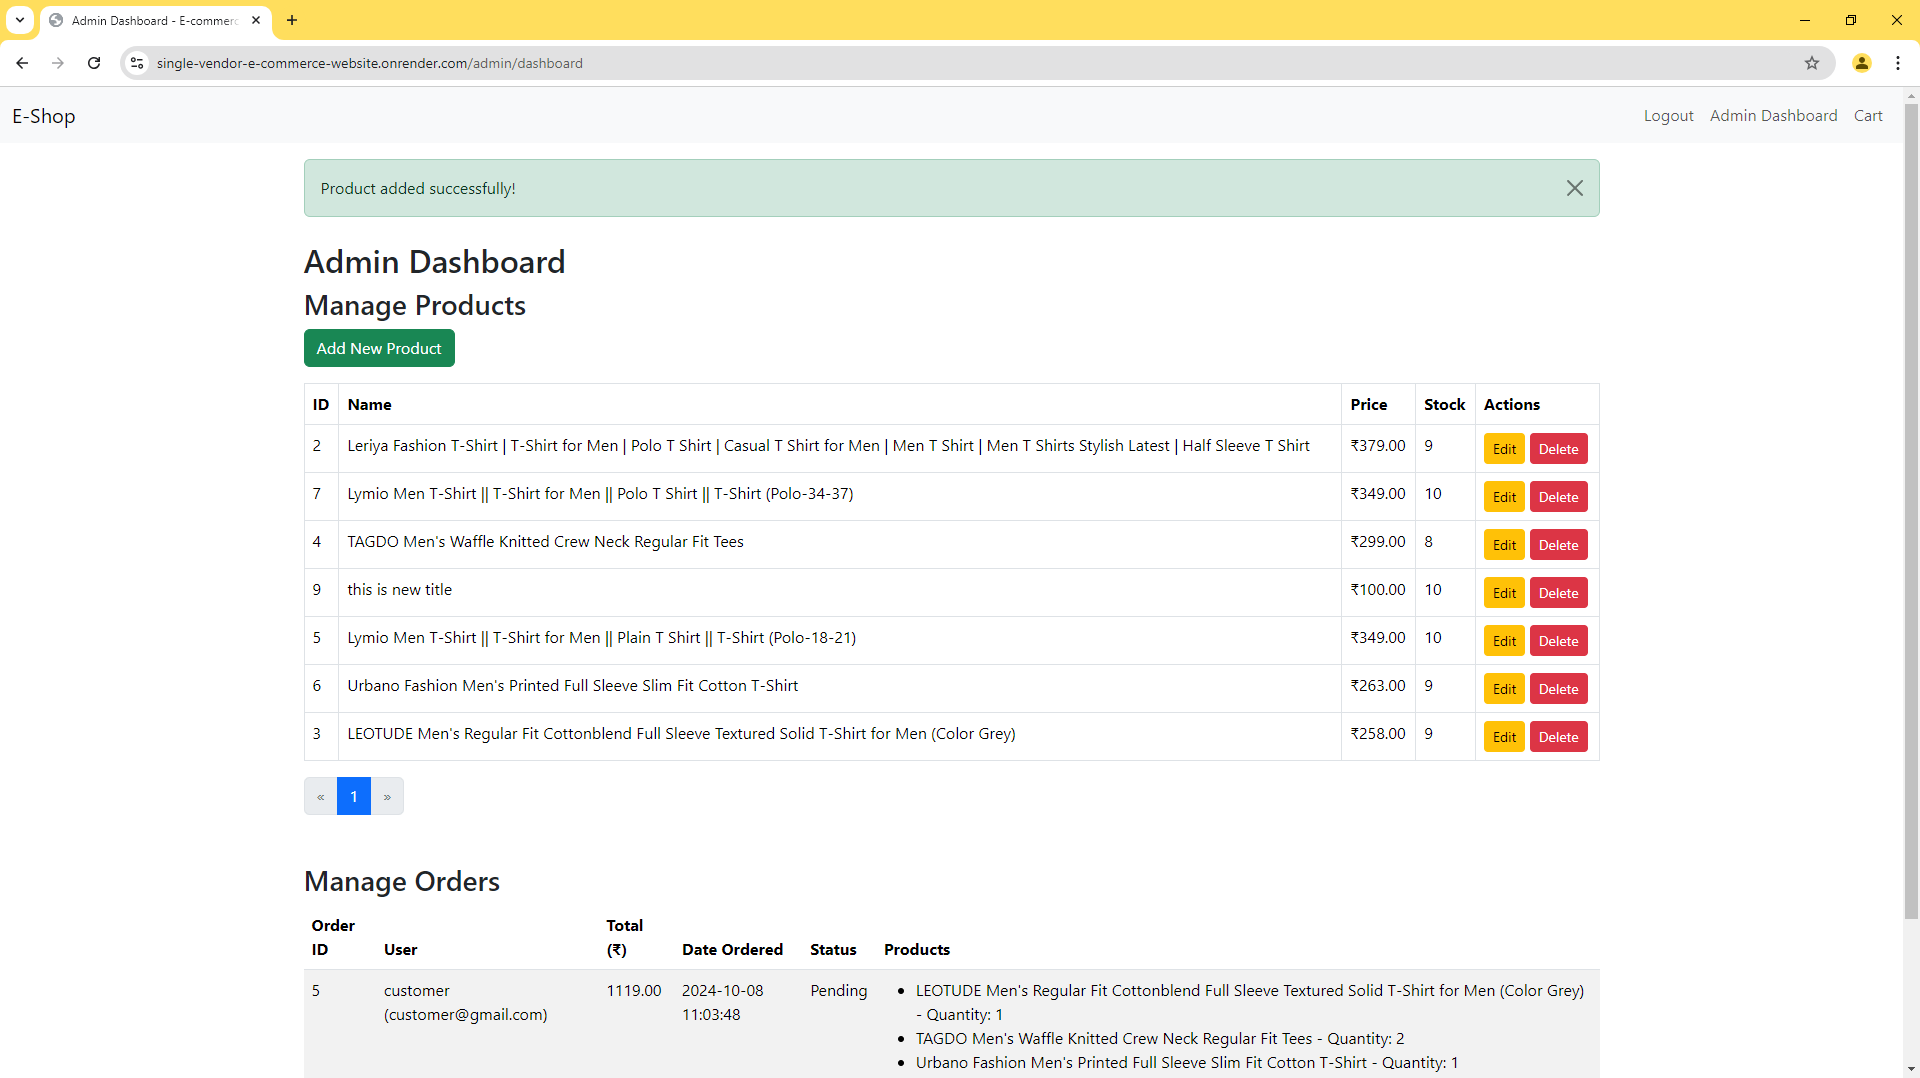 Admin Dashboard - E-commerc
single-vendor-e-commerce-website.onrender.com/admin/dashboard
E-Shop
Logout Admin Dashboard Cart
Product added successfully!
Admin Dashboard
Manage Products
Add New Product
ID Name Price Stock Actions
2 Leriya Fashion T-Shirt | T-Shirt for Men | Polo T Shirt | Casual T Shirt for Men | Men T Shirt | Men T Shirts Stylish Latest | Half Sleeve T Shirt ₹379.00 9 Edit Delete
7 Lymio Men T-Shirt || T-Shirt for Men || Polo T Shirt || T-Shirt (Polo-34-37) ₹349.00 10 Edit Delete
4 TAGDO Men's Waffle Knitted Crew Neck Regular Fit Tees ₹299.00 8 Edit Delete
9 this is new title ₹100.00 10 Edit Delete
5 Lymio Men T-Shirt || T-Shirt for Men || Plain T Shirt || T-Shirt (Polo-18-21) ₹349.00 10 Edit Delete
6 Urbano Fashion Men's Printed Full Sleeve Slim Fit Cotton T-Shirt ₹263.00 9 Edit Delete
3 LEOTUDE Men's Regular Fit Cottonblend Full Sleeve Textured Solid T-Shirt for Men (Color Grey) ₹258.00 9 Edit Delete
« 1 »
Manage Orders
Order Total
ID User (₹) Date Ordered Status Products
5 customer 1119.00 2024-10-08 Pending • LEOTUDE Men's Regular Fit Cottonblend Full Sleeve Textured Solid T-Shirt for Men (Color Grey)
(customer@gmail.com) 11:03:48 - Quantity: 1
• TAGDO Men's Waffle Knitted Crew Neck Regular Fit Tees - Quantity: 2
• Urbano Fashion Men's Printed Full Sleeve Slim Fit Cotton T-Shirt - Quantity: 1